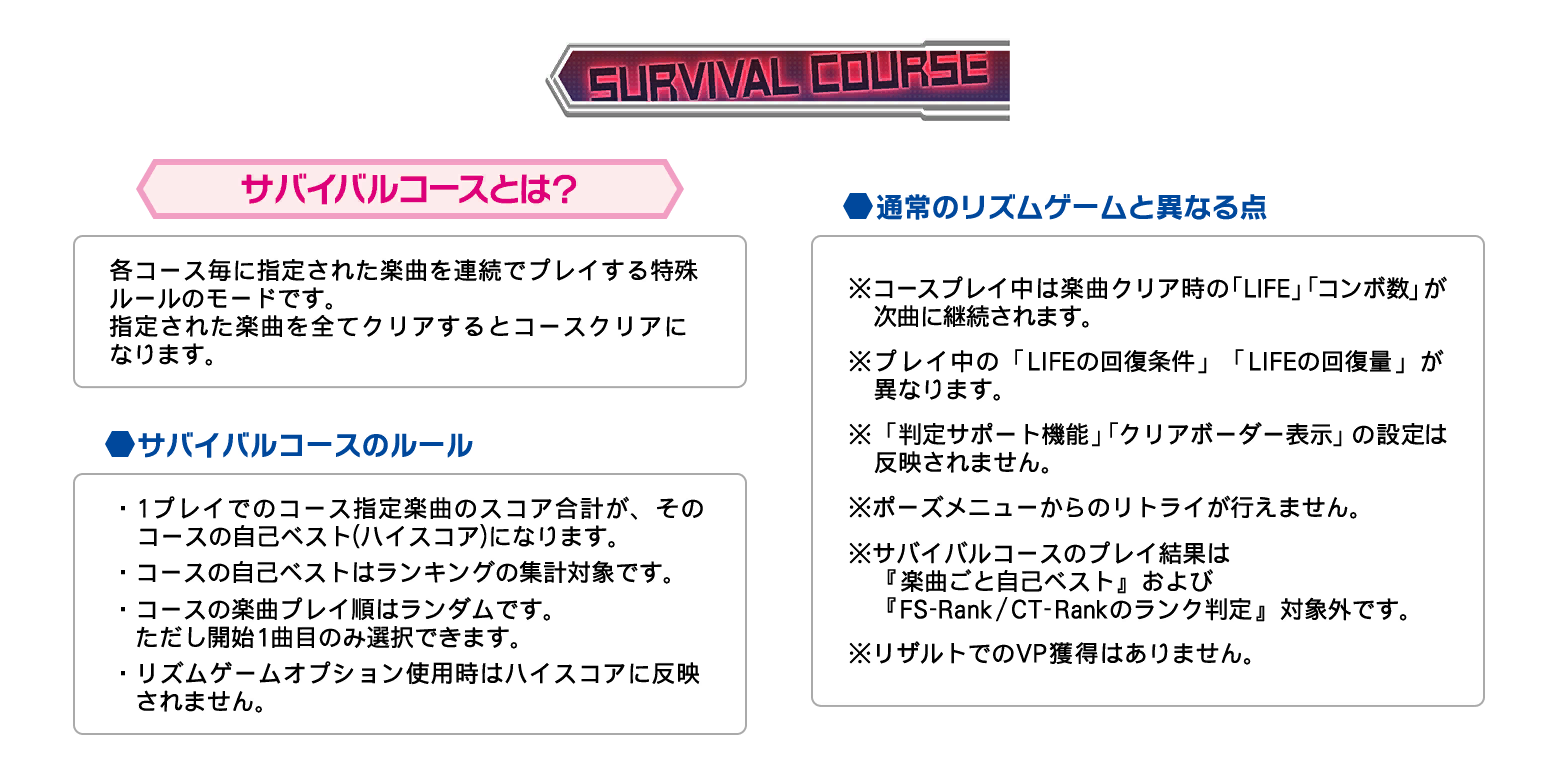 SURVIVAL COURSE
サバイバルコースとは?
各コース毎に指定された楽曲を連続でプレイする特殊
ルールのモードです。
指定された楽曲を全てクリアするとコースクリアに
なります。
●サバイバルコースのルール
・1プレイでのコース指定楽曲のスコア合計が、その
コースの自己ベスト(ハイスコア)になります。
・コースの自己ベストはランキングの集計対象です。
・コースの楽曲プレイ順はランダムです。
ただし開始1曲目のみ選択できます。
・リズムゲームオプション使用時はハイスコアに反映
されません。
●通常のリズムゲームと異なる点
※コースプレイ中は楽曲クリア時の「LIFE」「コンボ数」が
次曲に継続されます。
※プレイ中の「LIFEの回復条件」「LIFEの回復量」が
異なります。
※「判定サポート機能」「クリアボーダー表示」の設定は
反映されません。
※ポーズメニューからのリトライが行えません。
※サバイバルコースのプレイ結果は
『楽曲ごと自己ベスト』および
『FS-Rank/CT-Rankのランク判定』対象外です。
※リザルトでのVP獲得はありません。